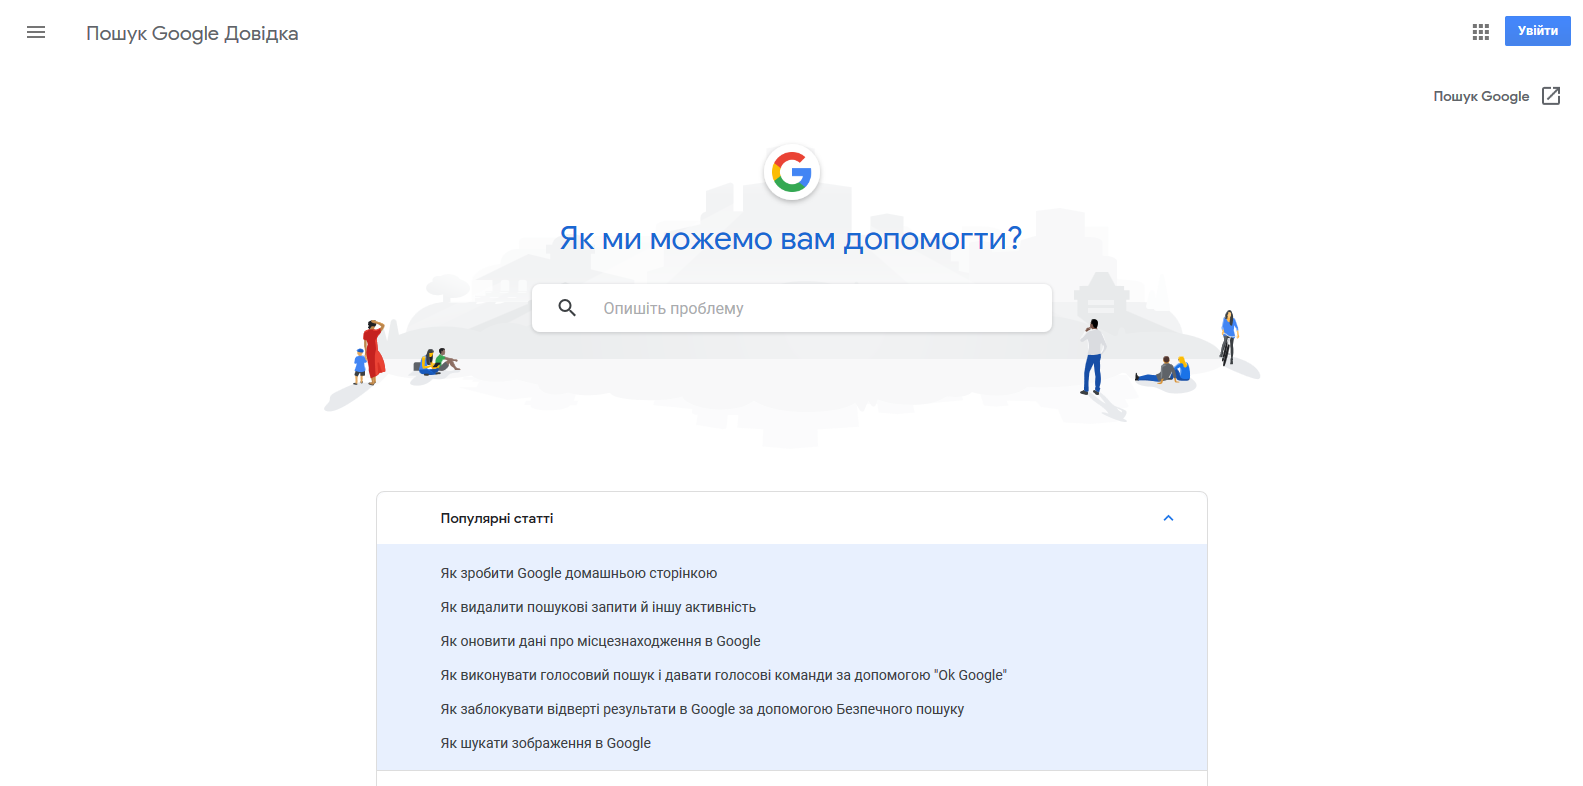 Пошук Google Довідка
Увійти
Пошук Google
Як ми можемо вам допомогти?
Опишіть проблему
Популярні статті
Як зробити Google домашньою сторінкою
Як видалити пошукові запити й іншу активність
Як оновити дані про місцезнаходження в Google
Як виконувати голосовий пошук і давати голосові команди за допомогою "Ok Google"
Як заблокувати відверті результати в Google за допомогою Безпечного пошуку
Як шукати зображення в Google